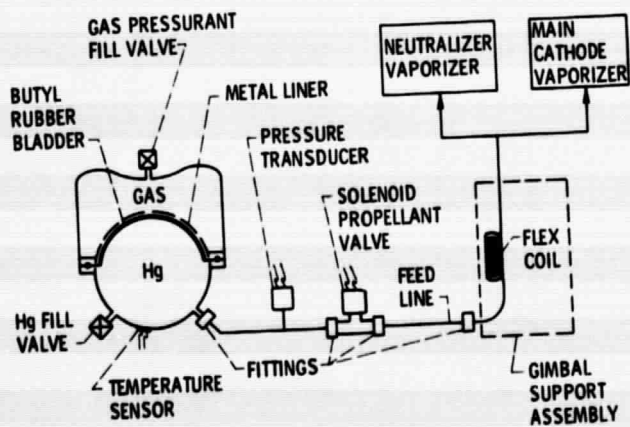 GAS PRESSURANT
FILL VALVE
BUTYL
RUBBER
BLADDER
METAL LINER
NEUTRALIZER
VAPORIZER
MAIN
CATHODE
VAPORIZER
PRESSURE
TRANSDUCER
GAS
SOLENOID
PROPELLANT
VALVE
Hg
FLEX
COIL
FEED
LINE
Hg FILL
VALVE
FITTINGS
TEMPERATURE
SENSOR
GIMBAL
SUPPORT
ASSEMBLY